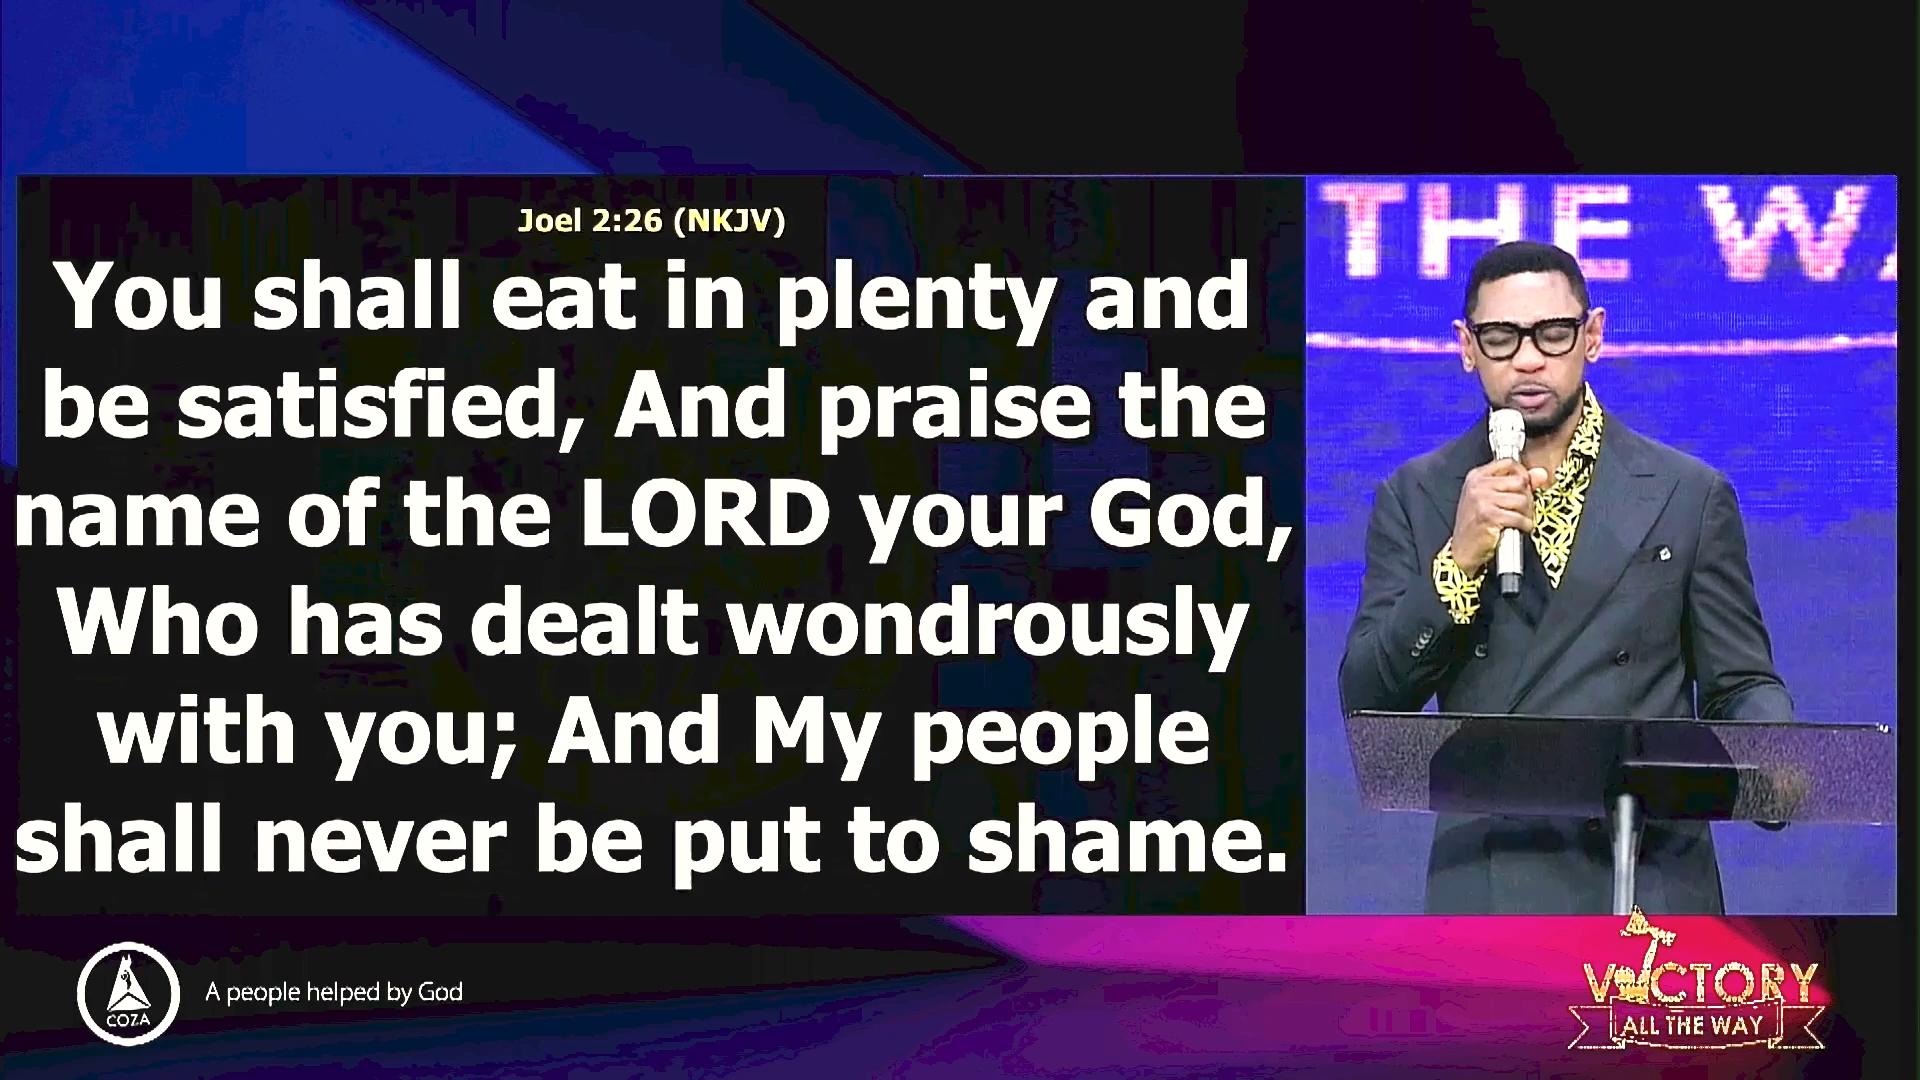 THE WA
Joel 2:26 (NKJV)
You shall eat in plenty and
be satisfied, And praise the
name of the LORD your God,
Who has dealt wondrously
with you; And My people
shall never be put to shame.
COZA
A people helped by God
VICTORY
ALL THE WAY